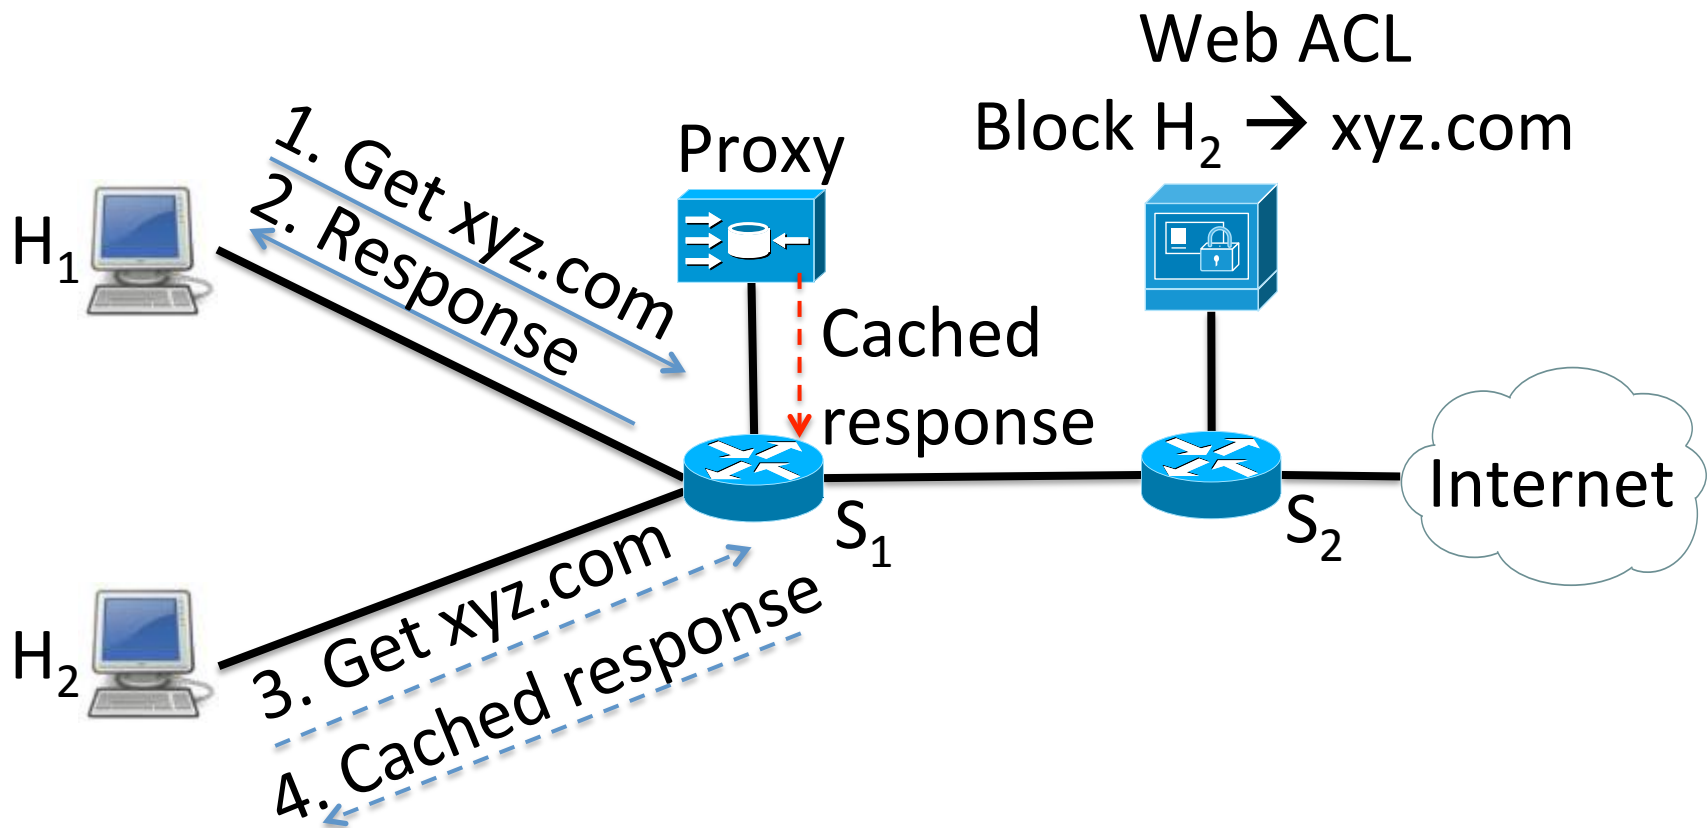 Web ACL
Block H2 → xyz.com
Proxy
1. Get xyz.com
2. Response
H1
Cached
response
S1
S2
Internet
H2
3. Get xyz.com
4. Cached response